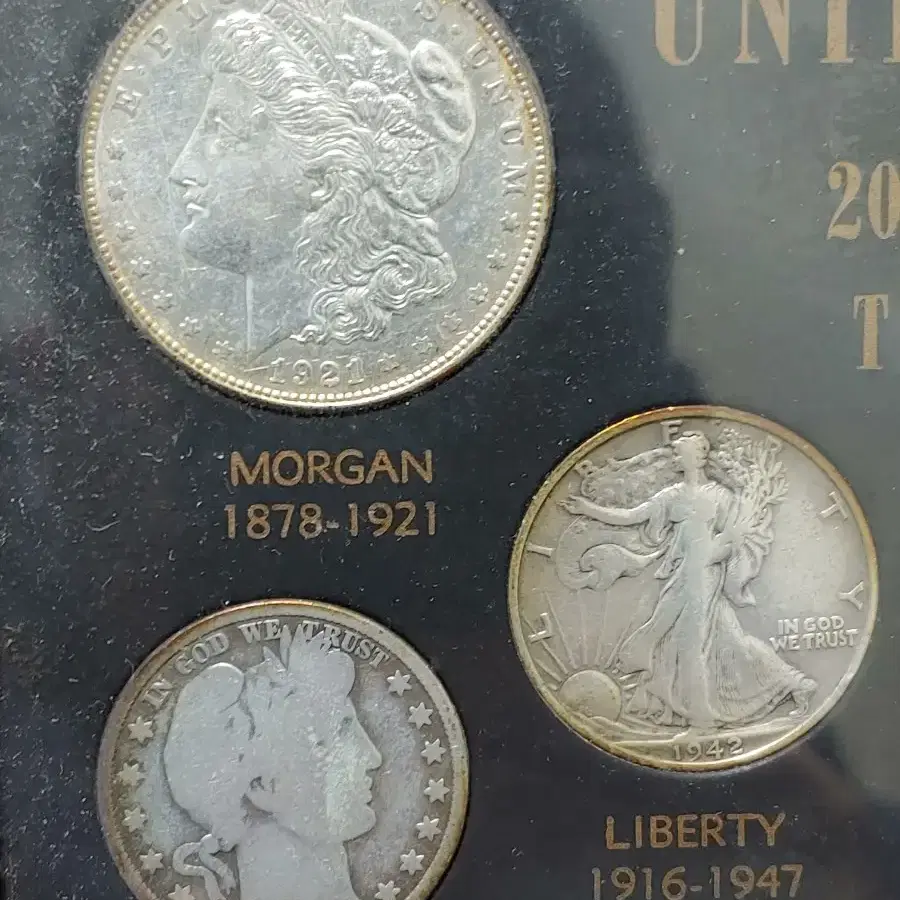 E·PLURIBUS·UNUM
1921
MORGAN
1878-1921
UNI
20
T
LIBERTY
IN GOD
WE TRUST
1942
LIBERTY
1916-1947
IN GOD WE TRUST